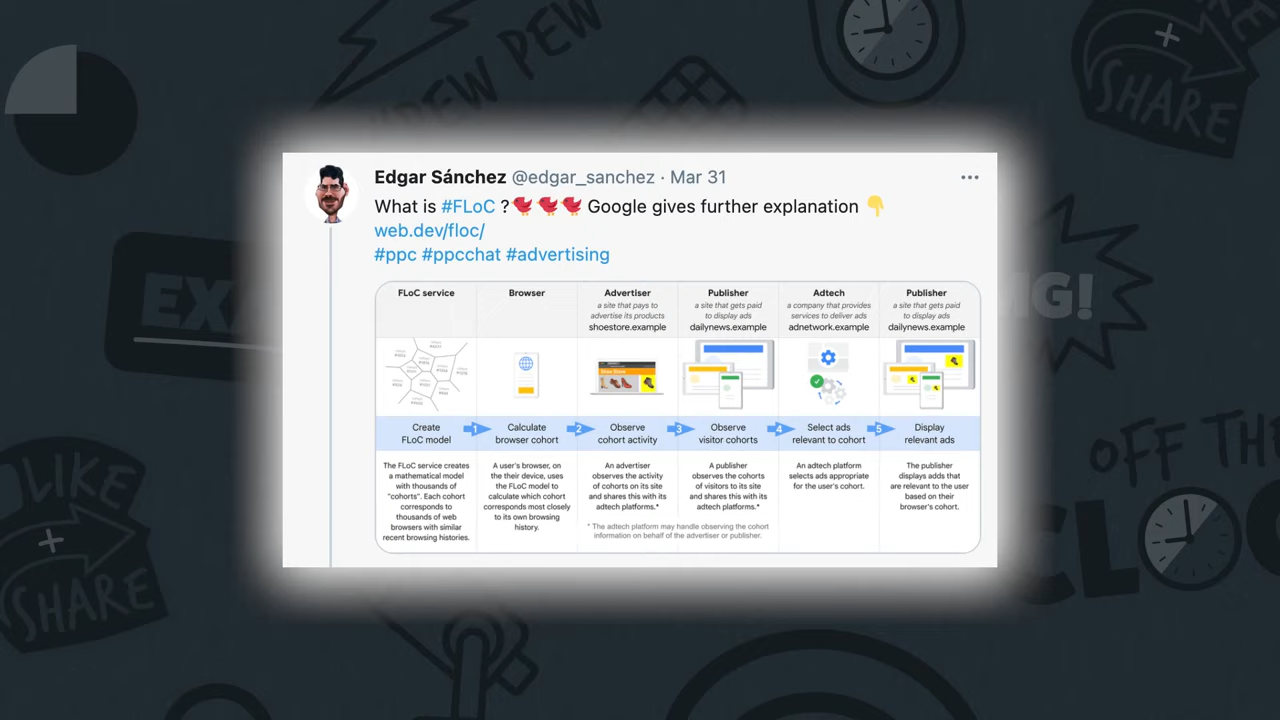 PEW PEW
SHARE
Edgar Sánchez @edgar_sanchez · Mar 31
What is #FLoC ?🐦🐦🐦 Google gives further explanation 👇
web.dev/floc/
#ppc #ppcchat #advertising
FLoC service
Browser
Advertiser
a site that pays to
advertise its products
shoestore.example
Publisher
a site that gets paid
to display ads
dailynews.example
Adtech
a company that provides
services to deliver ads
adnetwork.example
Publisher
a site that gets paid
to display ads
dailynews.example
Create
FLoC model
1
Calculate
browser cohort
2
Observe
cohort activity
3
Observe
visitor cohorts
4
Select ads
relevant to cohort
5
Display
relevant ads
The FLoC service creates
a mathematical model
with thousands of
"cohorts". Each cohort
corresponds to
thousands of web
browsers with similar
recent browsing histories.
A user's browser, on
the their device, uses
the FLoC model to
calculate which cohort
corresponds most closely
to its own browsing
history.
An advertiser
observes the activity
of cohorts on its site
and shares this with its
adtech platforms.*
A publisher
observes the cohorts
of visitors to its site
and shares this with its
adtech platforms.*
* The adtech platform may handle observing the cohort
information on behalf of the advertiser or publisher.
An adtech platform
selects ads appropriate
for the user's cohort.
The publisher
displays ads that
are relevant to the user
based on their
browser's cohort.
LIKE
SHARE
OFF THE